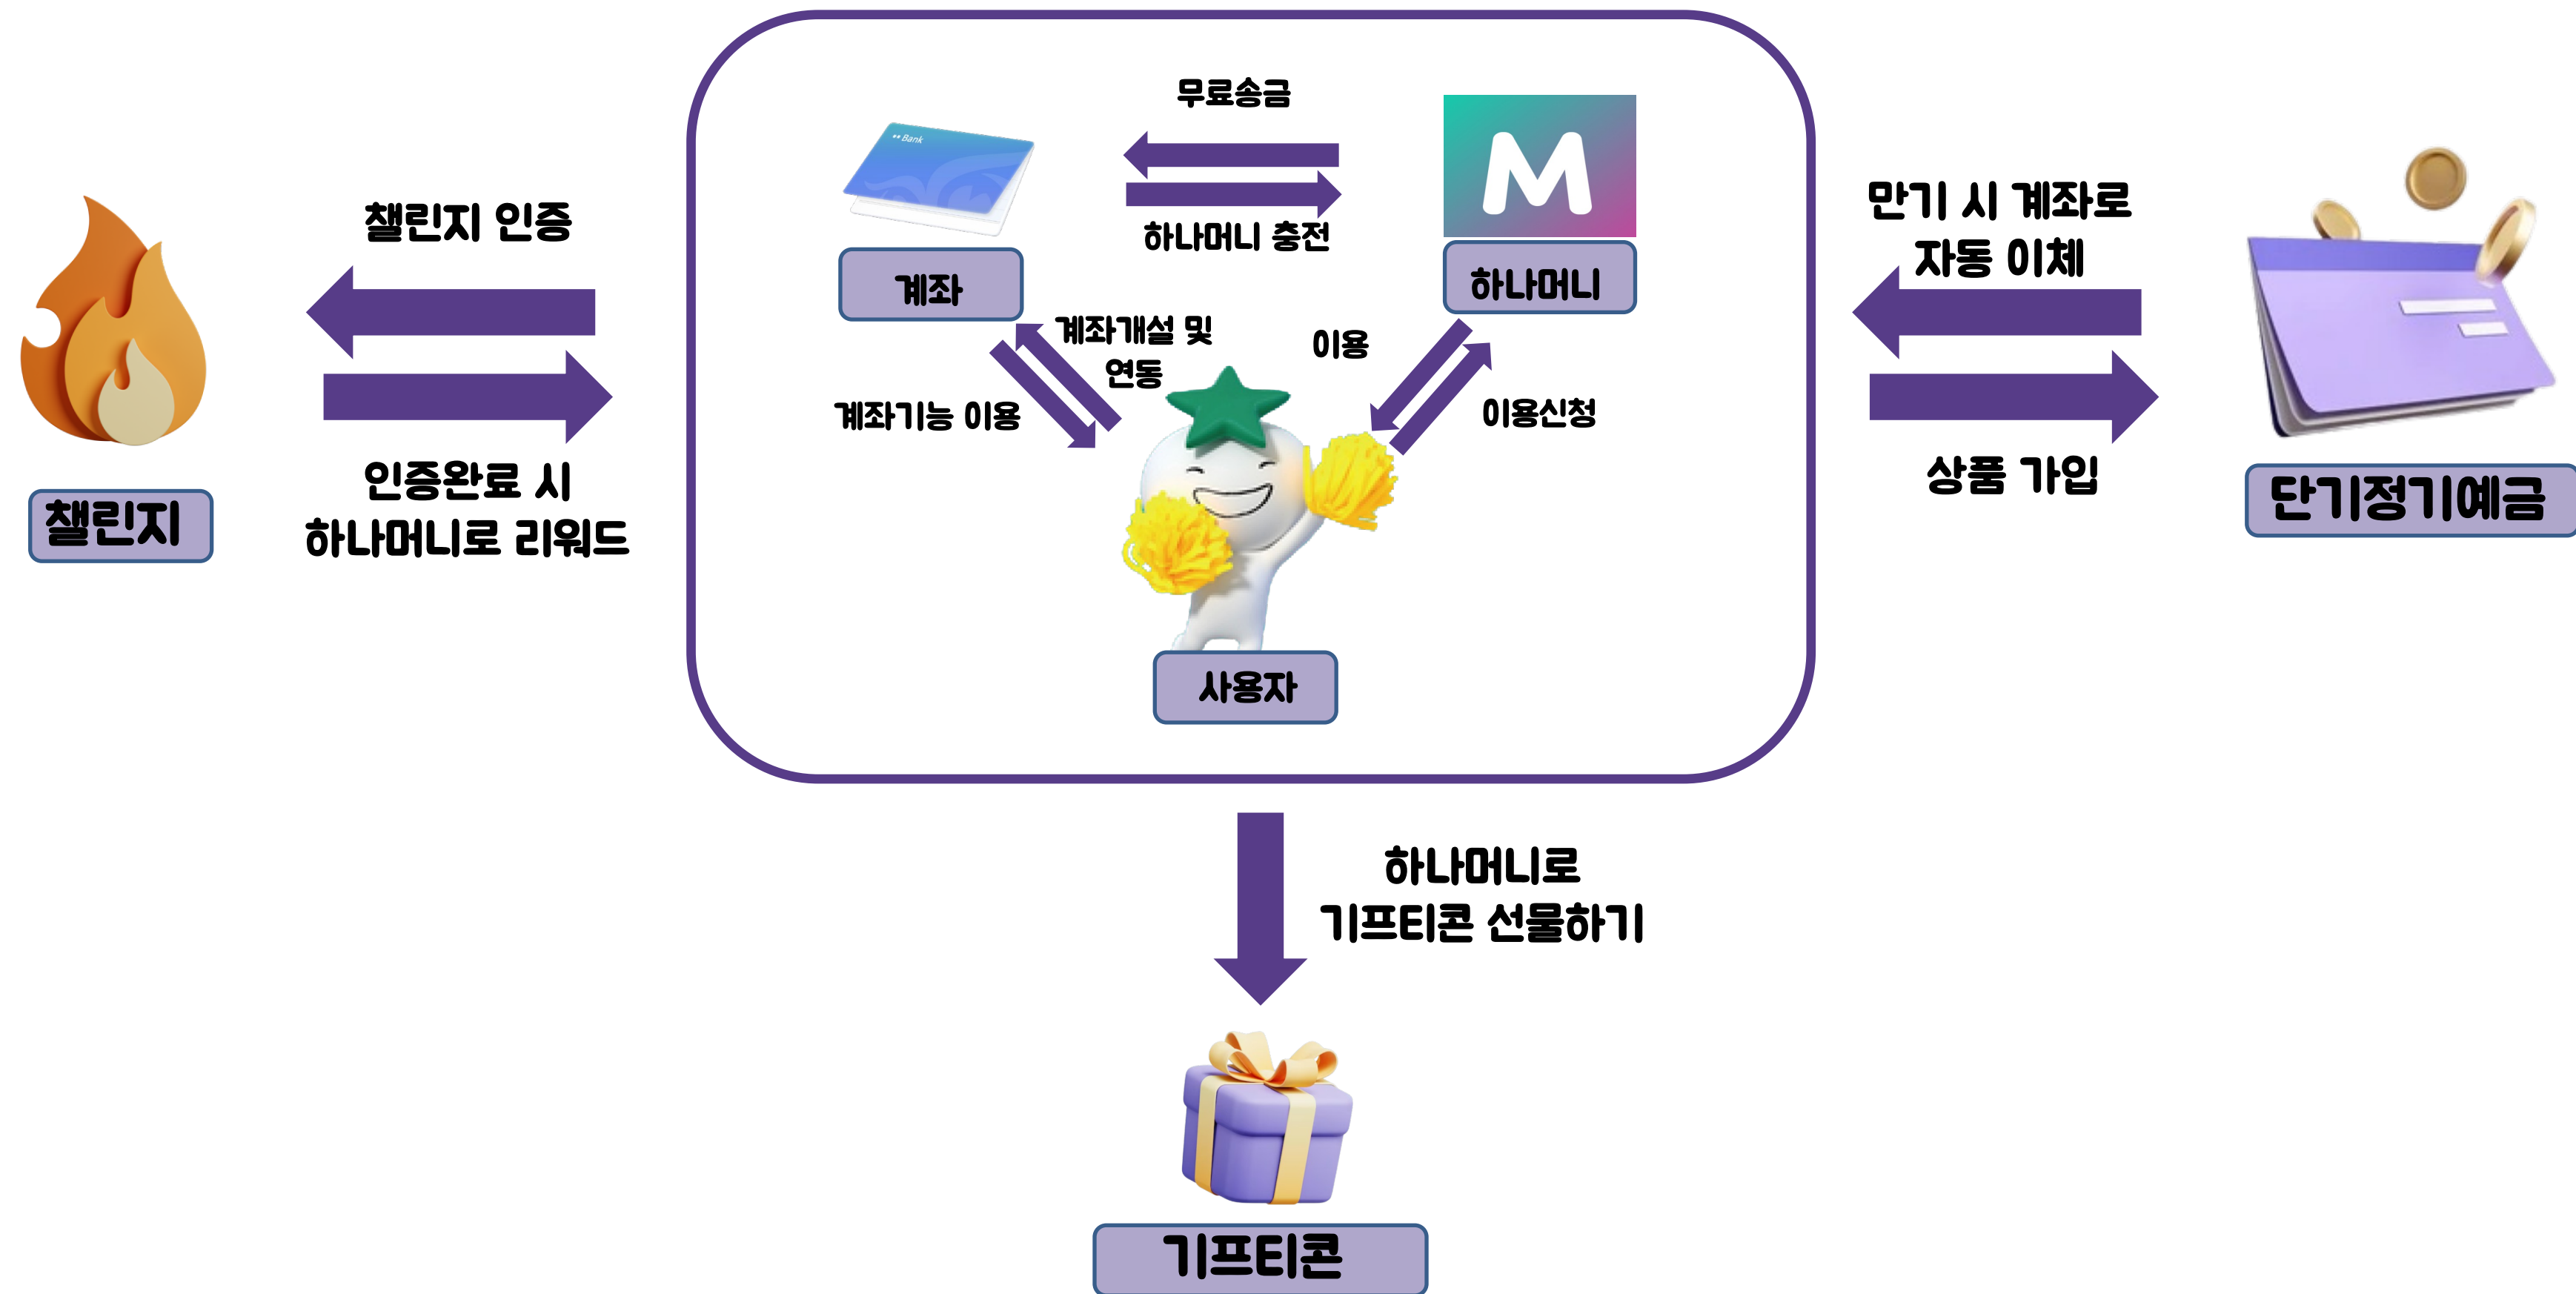 무료송금
** Bank
M
하나머니 충전
계좌
하나머니
계좌개설 및
연동
계좌기능 이용
이용
이용신청
사용자
챌린지 인증
인증완료 시
하나머니로 리워드
챌린지
만기 시 계좌로
자동 이체
상품 가입
단기정기예금
하나머니로
기프티콘 선물하기
기프티콘